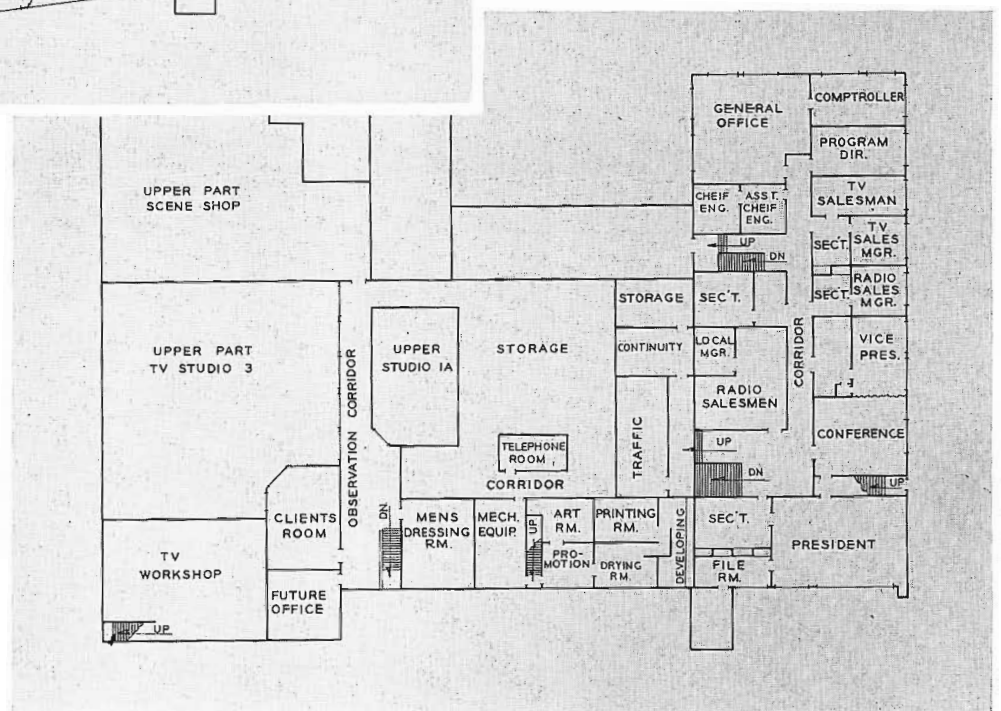 GENERAL
OFFICE
COMPTROLLER
PROGRAM
DIR.
TV
SALESMAN
UPPER PART
SCENE SHOP
CHEIF
ENG.
ASS'T.
CHEIF
ENG.
SEC'T.
TV
SALES
MGR.
UP
DN
SEC'T.
RADIO
SALES
MGR.
STORAGE
SEC'T.
UPPER PART
TV STUDIO 3
OBSERVATION CORRIDOR
UPPER
STUDIO 1A
STORAGE
CONTINUITY
LOCAL
MGR.
CORRIDOR
VICE
PRES.
RADIO
SALESMEN
TRAFFIC
CONFERENCE
TELEPHONE
ROOM
UP
DN
CORRIDOR
UP
CLIENTS
ROOM
DN
MENS
DRESSING
RM.
MECH.
EQUIP.
UP
ART
RM.
PRINTING
RM.
DEVELOPING
SEC'T.
PRESIDENT
TV
WORKSHOP
PRO-
MOTION
DRYING
RM.
FILE
RM.
FUTURE
OFFICE
UP